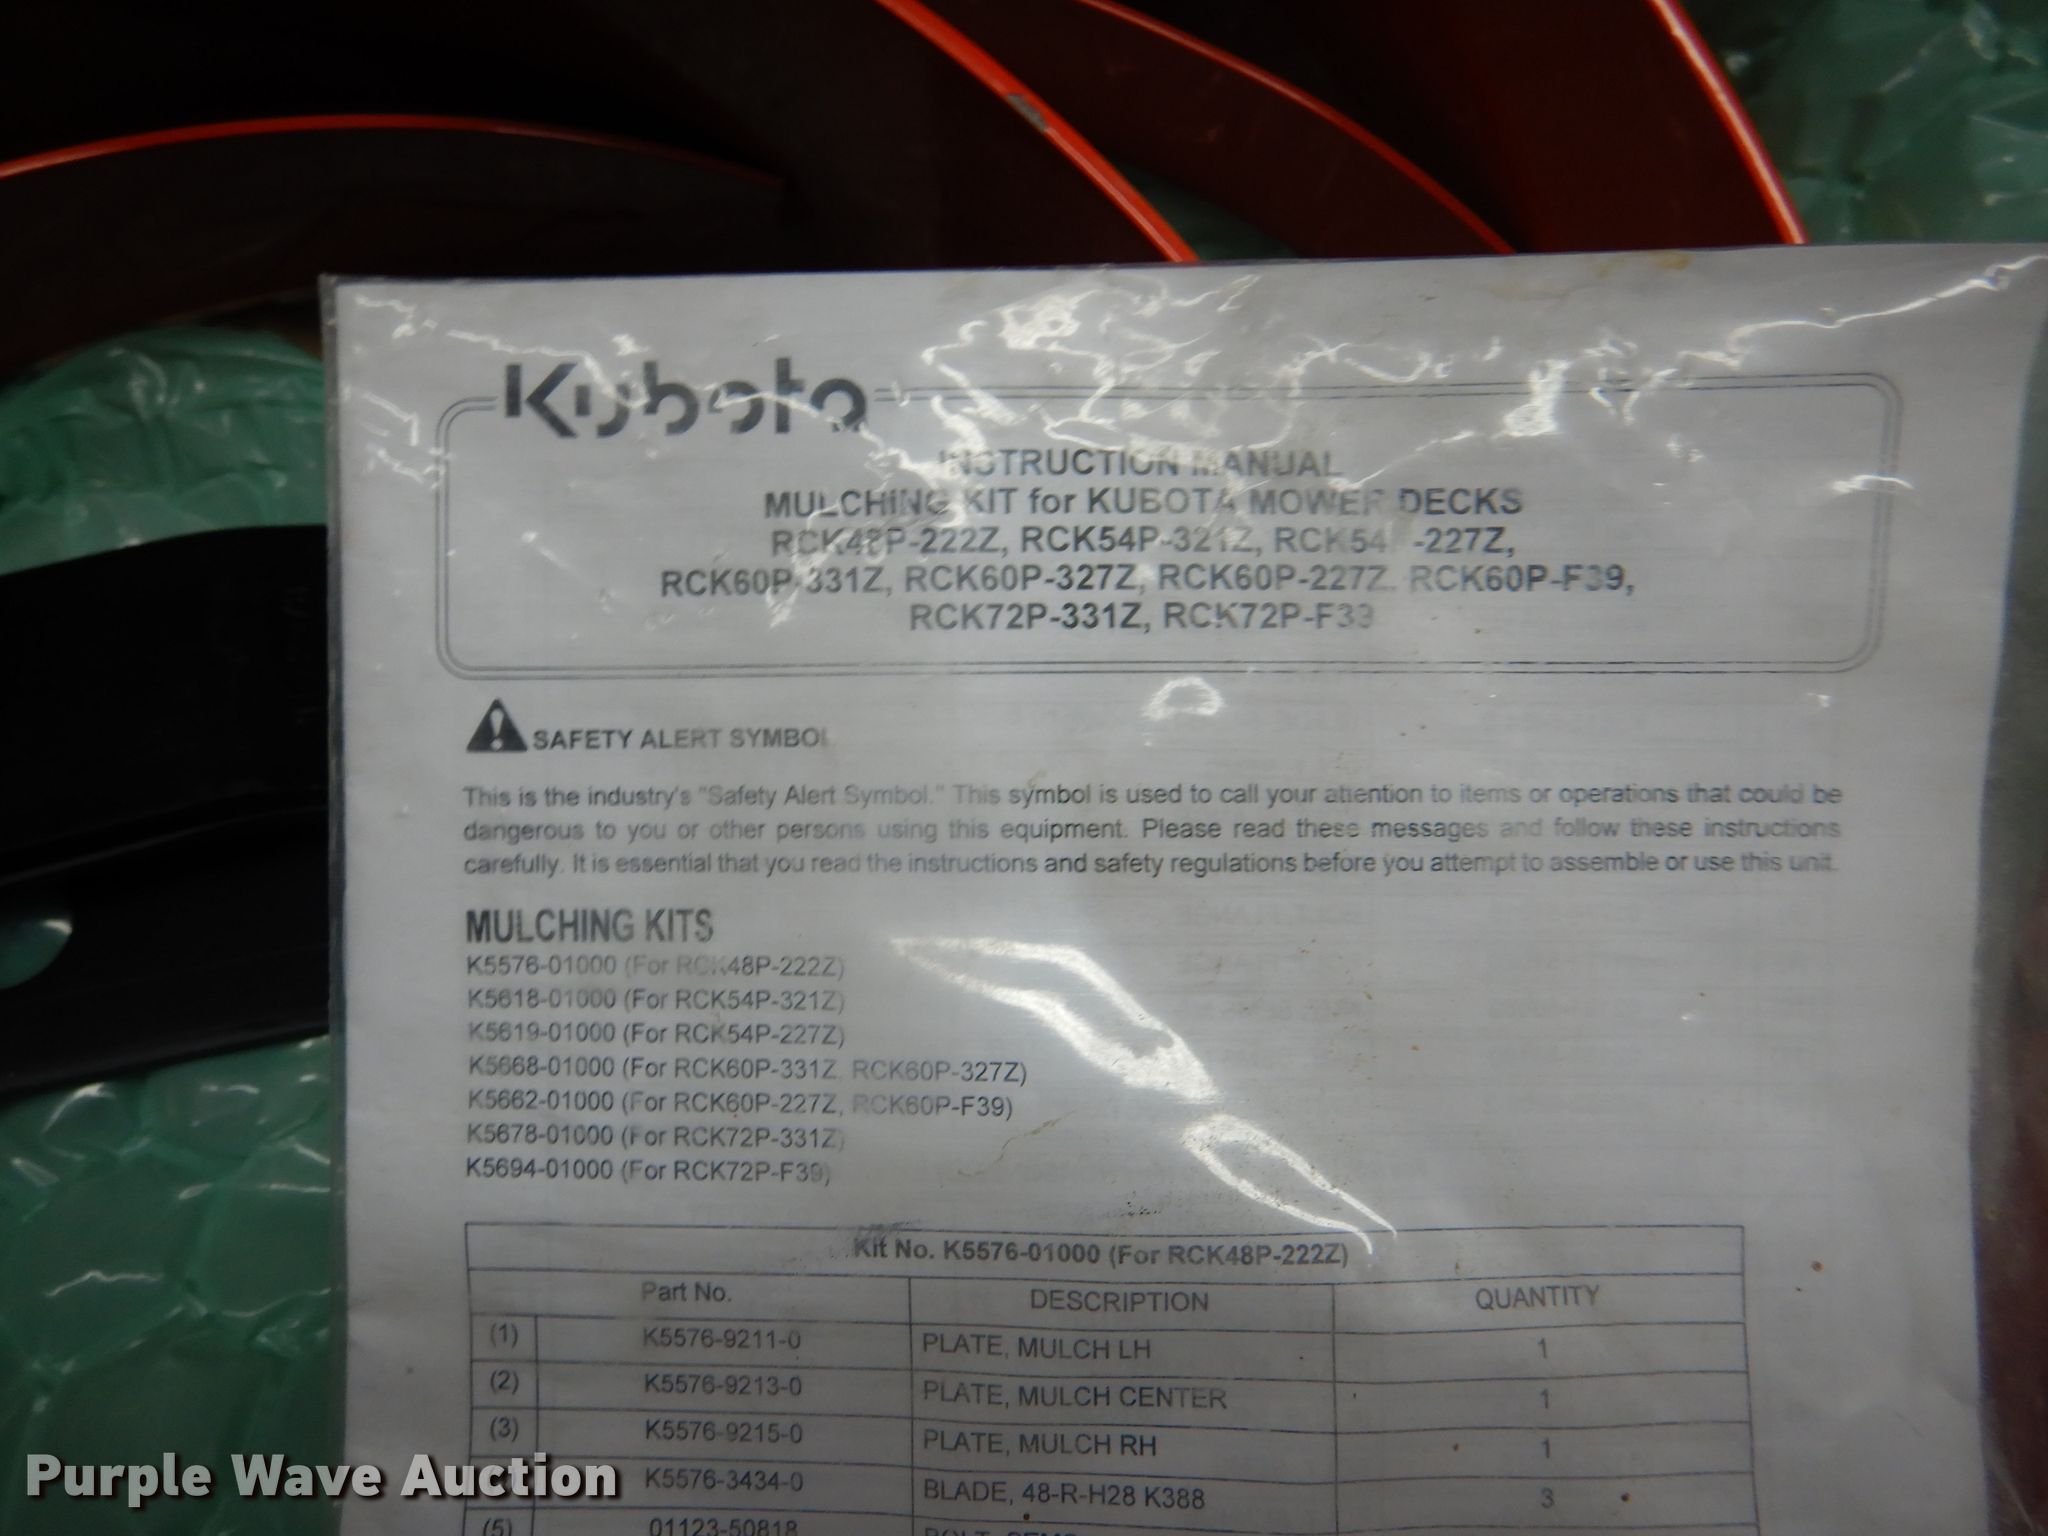 Kubota
INSTRUCTION MANUAL
MULCHING KIT for KUBOTA MOWER DECKS
RCK48P-222Z, RCK54P-321Z, RCK54P-227Z,
RCK60P-331Z, RCK60P-327Z, RCK60P-227Z, RCK60P-F39,
RCK72P-331Z, RCK72P-F39
SAFETY ALERT SYMBOL
This is the industry's "Safety Alert Symbol." This symbol is used to call your attention to items or operations that could be
dangerous to you or other persons using this equipment. Please read these messages and follow these instructions
carefully. It is essential that you read the instructions and safety regulations before you attempt to assemble or use this unit.
MULCHING KITS
K5576-01000 (For RCK48P-222Z)
K5618-01000 (For RCK54P-321Z)
K5619-01000 (For RCK54P-227Z)
K5668-01000 (For RCK60P-331Z, RCK60P-327Z)
K5662-01000 (For RCK60P-227Z, RCK60P-F39)
K5678-01000 (For RCK72P-331Z)
K5694-01000 (For RCK72P-F39)
Kit No. K5576-01000 (For RCK48P-222Z)
Part No. DESCRIPTION QUANTITY
(1) K5576-9211-0 PLATE, MULCH LH 1
(2) K5576-9213-0 PLATE, MULCH CENTER 1
(3) K5576-9215-0 PLATE, MULCH RH 1
K5576-3434-0 BLADE, 48-R-H28 K388 3
(5) 01123-50818
Purple Wave Auction